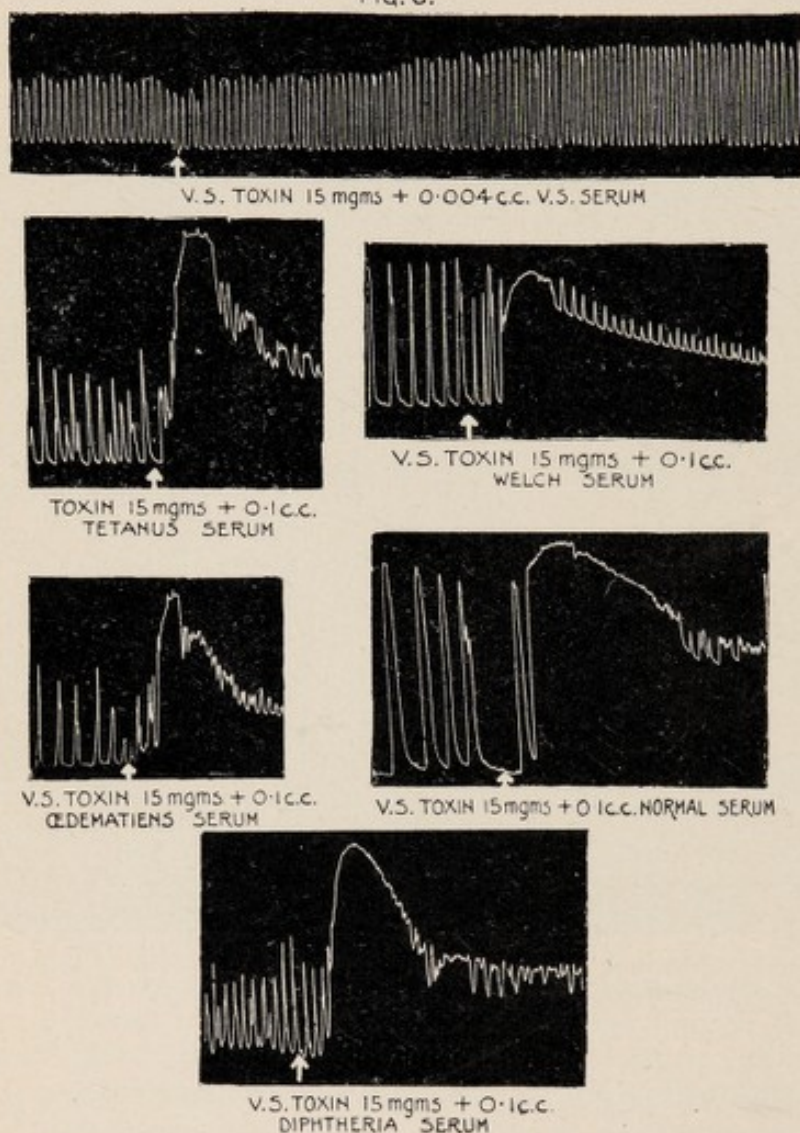 V.S. TOXIN 15 mgms + 0·004 c.c. V.S. SERUM
TOXIN 15 mgms + 0·1 c.c.
TETANUS SERUM
V.S. TOXIN 15 mgms + 0·1 c.c.
WELCH SERUM
V.S. TOXIN 15 mgms + 0·1 c.c.
ŒDEMATIENS SERUM
V.S. TOXIN 15 mgms + 0 1 c.c. NORMAL SERUM
V.S. TOXIN 15 mgms + 0·1 c.c.
DIPHTHERIA SERUM